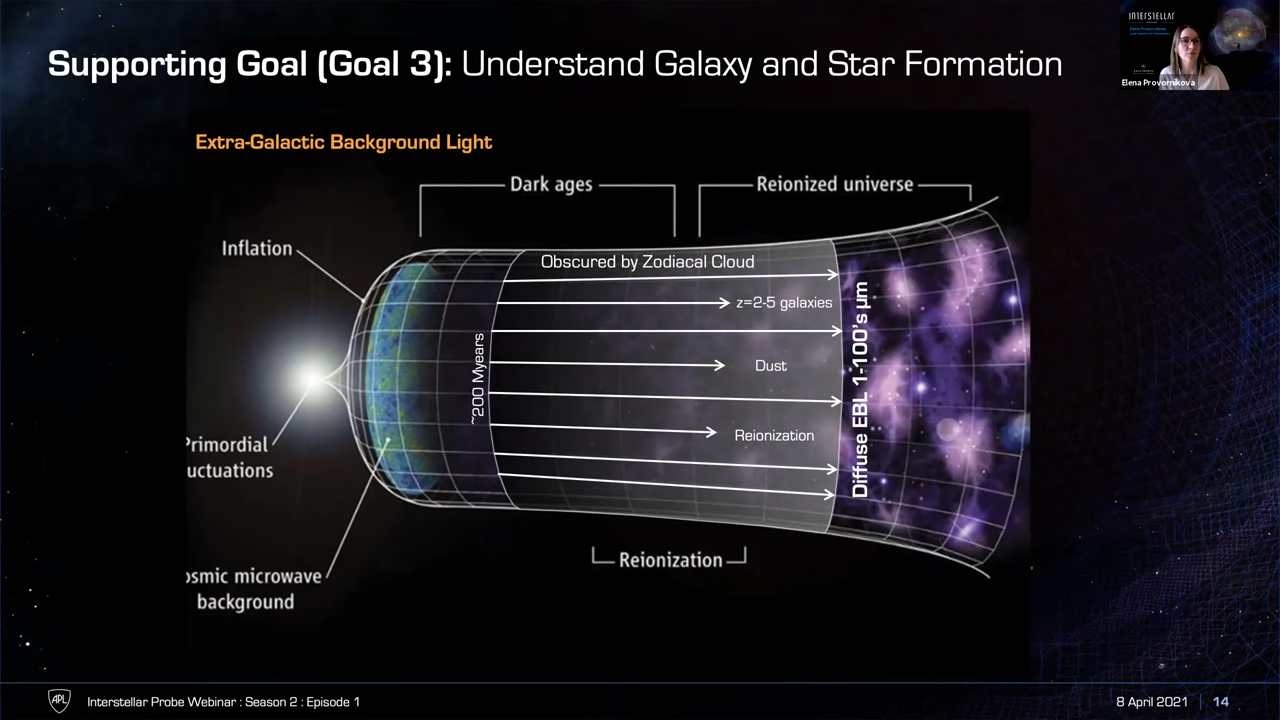 INTERSTELLAR
Elena Provornikova
Supporting Goal (Goal 3): Understand Galaxy and Star Formation
Extra-Galactic Background Light
Dark ages
Reionized universe
Inflation
Obscured by Zodiacal Cloud
z=2-5 galaxies
~200 Myears
Dust
Diffuse EBL 1-100's µm
Reionization
Primordial
uctuations
Reionization
osmic microwave
background
APL
Interstellar Probe Webinar : Season 2 : Episode 1
8 April 2021
14